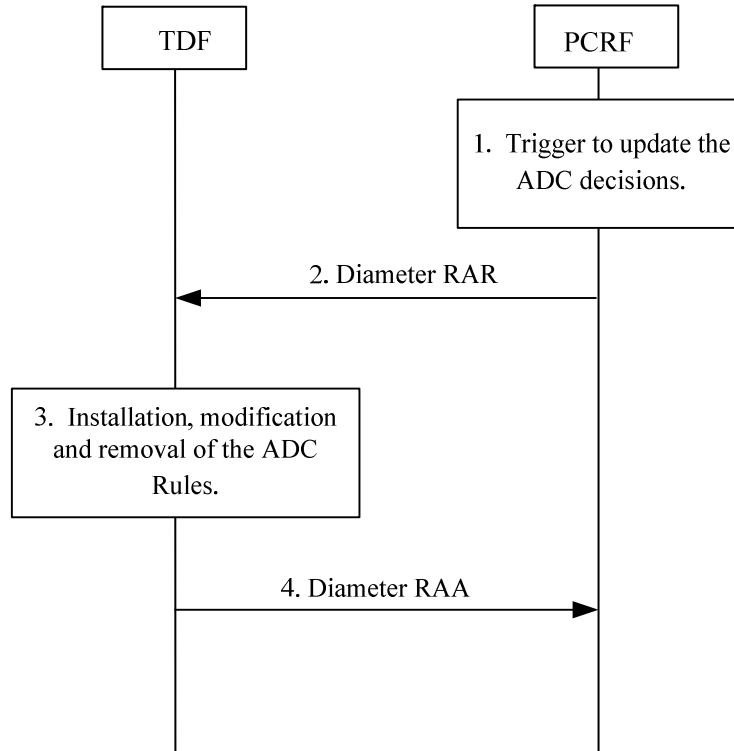 TDF
PCRF
1. Trigger to update the
ADC decisions.
2. Diameter RAR
3. Installation, modification
and removal of the ADC
Rules.
4. Diameter RAA